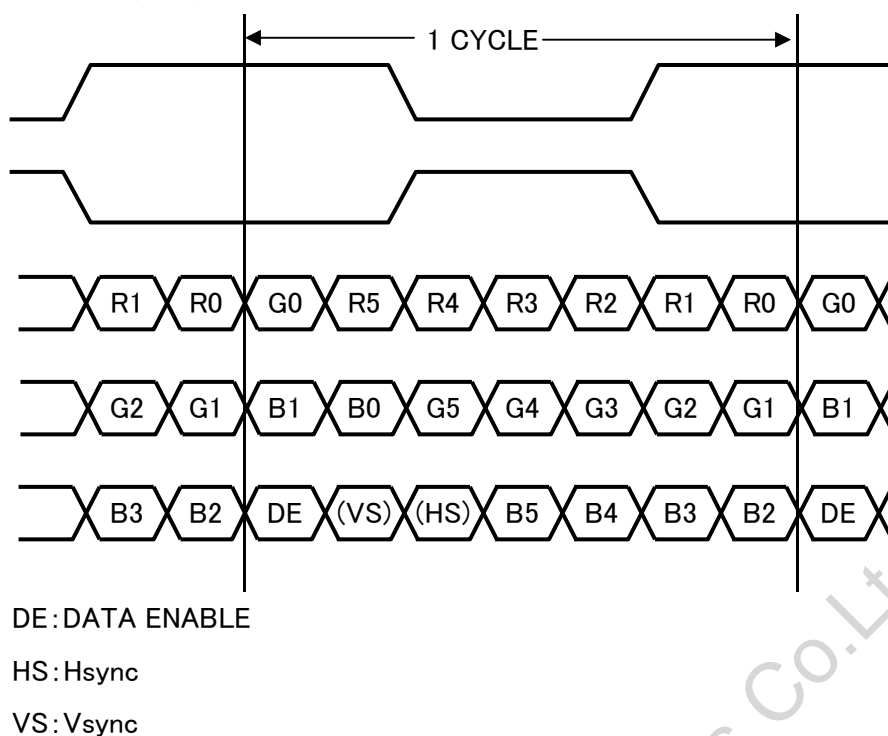 1 CYCLE
R1 R0 G0 R5 R4 R3 R2 R1 R0 G0
G2 G1 B1 B0 G5 G4 G3 G2 G1 B1
B3 B2 DE (VS) (HS) B5 B4 B3 B2 DE
DE:DATA ENABLE
HS:Hsync
VS:Vsync
s Co.Lt